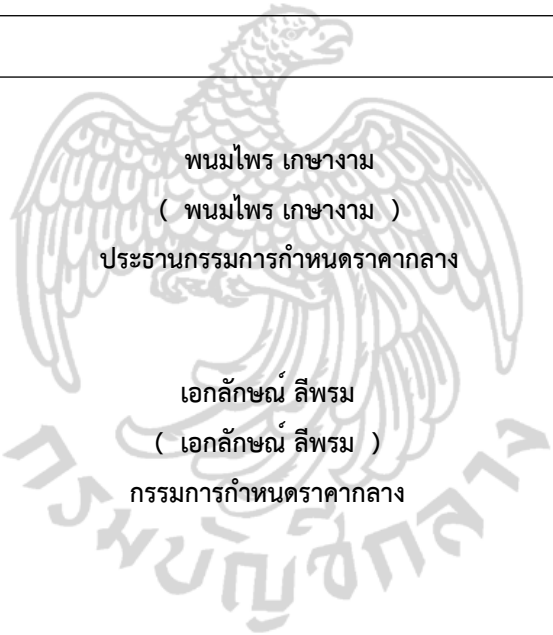 พนมไพร เกษางาม
( พนมไพร เกษางาม )
ประธานกรรมการกำหนดราคากลาง
เอกลักษณ์ ลีพรม
( เอกลักษณ์ ลีพรม )
กรรมการกำหนดราคากลาง
กรมบัญชีกลาง